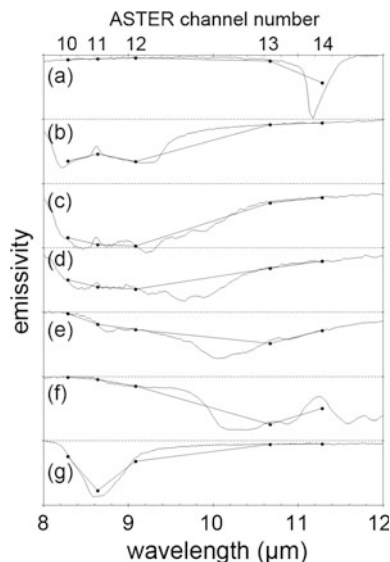 ASTER channel number
10 11 12 13 14
(a)
(b)
(c)
(d)
(e)
(f)
(g)
emissivity
8 9 10 11 12
wavelength (µm)